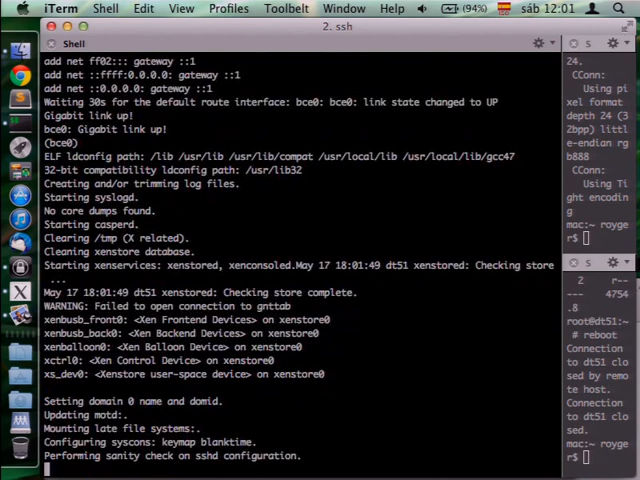 iTerm Shell Edit View Profiles Toolbelt Window Help (94%) sáb 12:01
2. ssh
Shell
add net ff02::: gateway ::1
add net ::ffff:0.0.0.0: gateway ::1
add net ::0.0.0.0: gateway ::1
Waiting 30s for the default route interface: bce0: bce0: link state changed to UP
Gigabit link up!
bce0: Gigabit link up!
(bce0)
ELF ldconfig path: /lib /usr/lib /usr/lib/compat /usr/local/lib /usr/local/lib/gcc47
32-bit compatibility ldconfig path: /usr/lib32
Creating and/or trimming log files.
Starting syslogd.
No core dumps found.
Starting casperd.
Clearing /tmp (X related).
Cleaning xenstore database.
Starting xenservices: xenstored, xenconsoled.May 17 18:01:49 dt51 xenstored: Checking store
...
May 17 18:01:49 dt51 xenstored: Checking store complete.
WARNING: Failed to open connection to gnttab
xenbusb_front0: <Xen Frontend Devices> on xenstore0
xenbusb_back0: <Xen Backend Devices> on xenstore0
xenballoon0: <Xen Balloon Device> on xenstore0
xctrl0: <Xen Control Device> on xenstore0
xs_dev0: <Xenstore user-space device> on xenstore0
Setting domain 0 name and domid.
Updating motd:.
Mounting late file systems:.
Configuring syscons: keymap blanktime.
Performing sanity check on sshd configuration.
S
24.
CConn:
Using pi
xel format
depth 24 (3
2bpp) littl
e-endian rg
b888
CConn:
Using Ti
ght encodin
g
mac:~ royge
r$
S
2 r--
--- 4754
.8
root@dt51:~
# reboot
Connection
to dt51 clo
sed by remo
te host.
Connection
to dt51 clo
sed.
mac:~ royge
r$